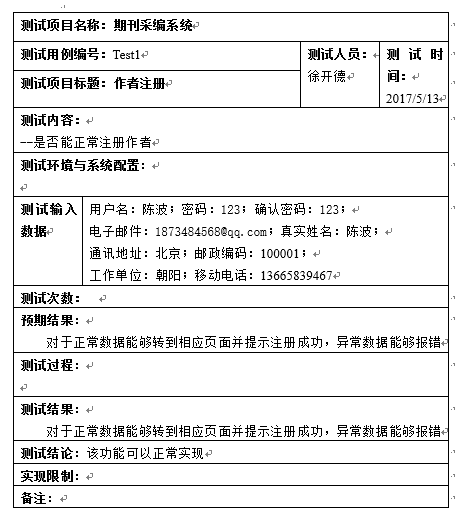 测试项目名称：期刊采编系统
测试用例编号：Test1
测试项目标题：作者注册
测试人员：
徐开德
测试时
间：
2017/5/13
测试内容：
--是否能正常注册作者
测试环境与系统配置：
测试输入
数据
用户名：陈波；密码：123；确认密码：123；
电子邮件：1873484568@qq.com；真实姓名：陈波；
通讯地址：北京；邮政编码：100001；
工作单位：朝阳；移动电话：13665839467
测试次数：
预期结果：
对于正常数据能够转到相应页面并提示注册成功，异常数据能够报错
测试过程：
测试结果：
对于正常数据能够转到相应页面并提示注册成功，异常数据能够报错
测试结论：该功能可以正常实现
实现限制：
备注：